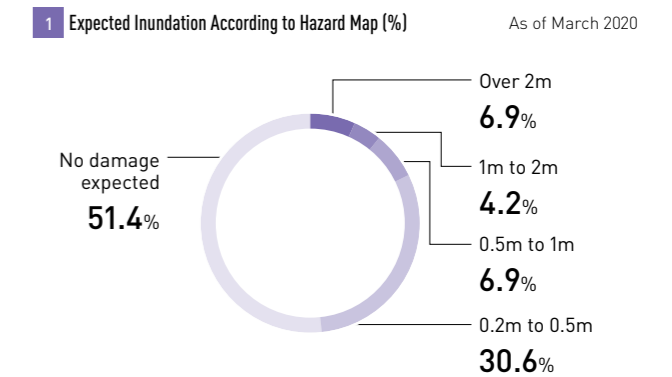 1 Expected Inundation According to Hazard Map (%)
As of March 2020
Over 2m
6.9%
1m to 2m
4.2%
0.5m to 1m
6.9%
0.2m to 0.5m
30.6%
No damage
expected
51.4%